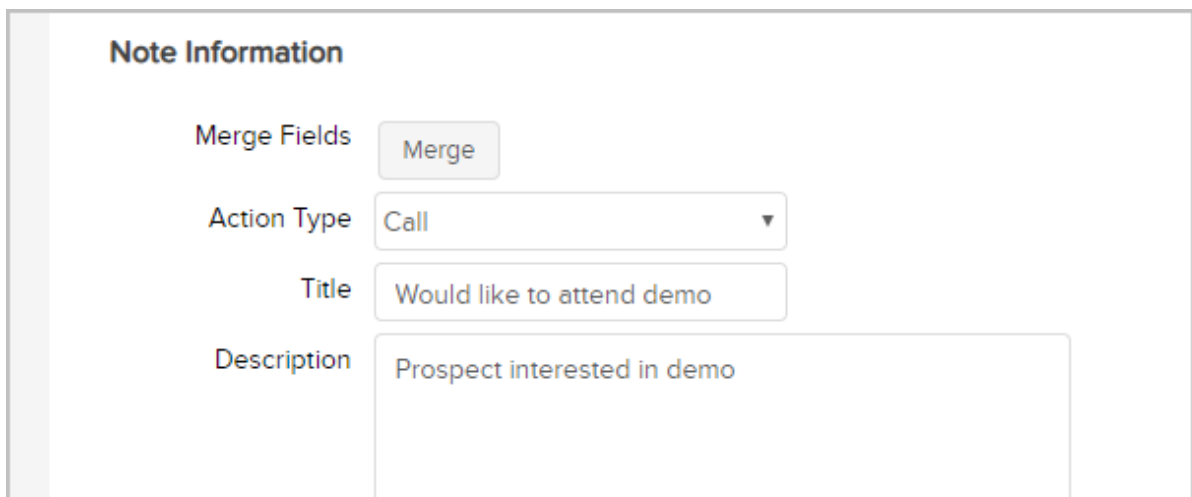 Note Information
Merge Fields Merge
Action Type Call
Title Would like to attend demo
Description Prospect interested in demo